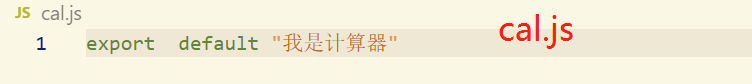 JS cal.js
1 export  default "我是计算器"
cal.js